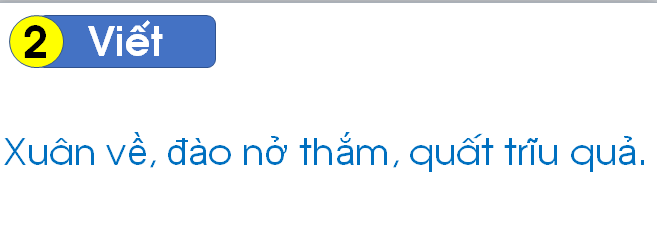 2 Viết
Xuân về, đào nở thắm, quất trĩu quả.